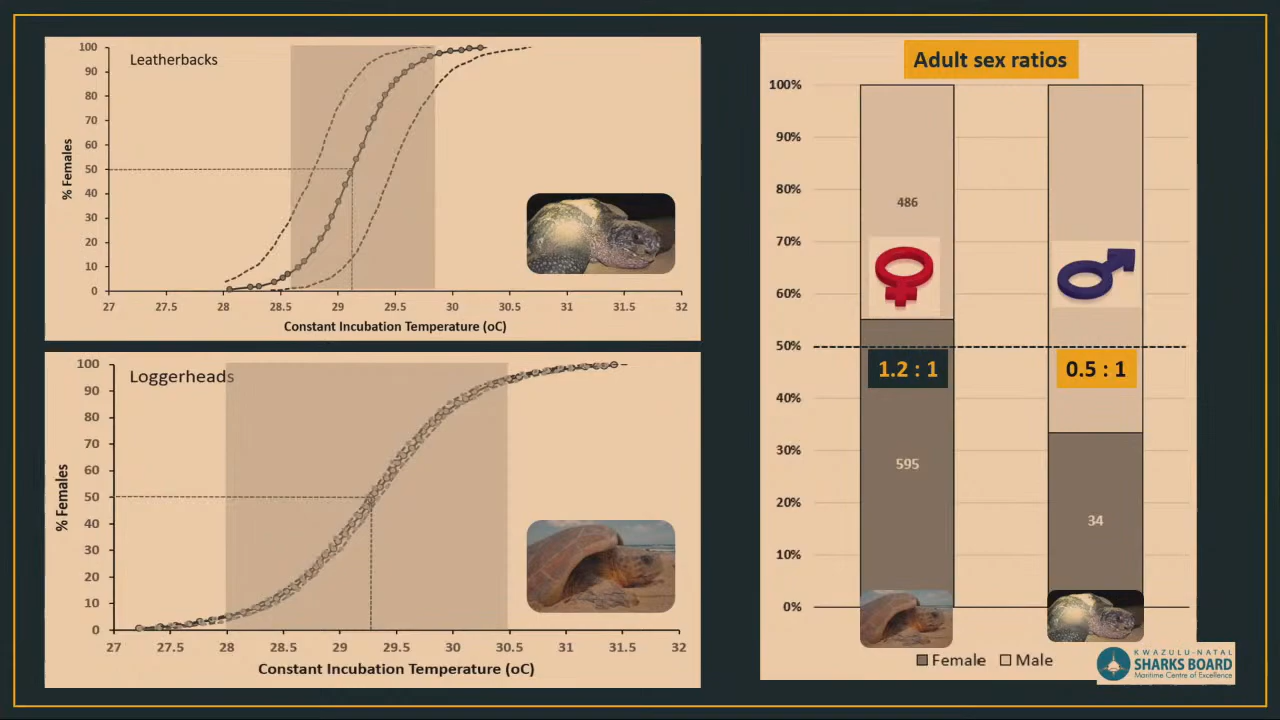 Leatherbacks
100
90
80
70
60
50
40
30
20
10
0
% Females
27 27.5 28 28.5 29 29.5 30 30.5 31 31.5 32
Constant Incubation Temperature (oC)
Loggerheads
100
90
80
70
60
50
40
30
20
10
0
% Females
27 27.5 28 28.5 29 29.5 30 30.5 31 31.5 32
Constant Incubation Temperature (oC)
Adult sex ratios
100%
90%
80%
70%
60%
50%
40%
30%
20%
10%
0%
486
1.2 : 1 0.5 : 1
595
34
Female Male
KWAZULU-NATAL
SHARKS BOARD
Maritime Centre of Excellence